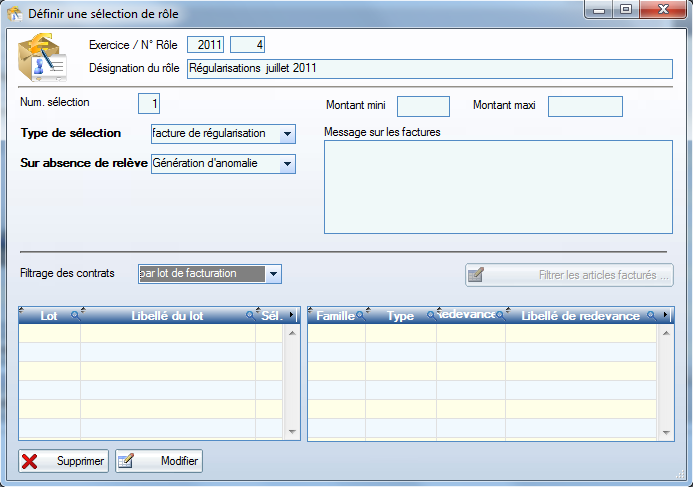 Définir une sélection de rôle
Exercice / N° Rôle 2011 4
Désignation du rôle Régularisations juillet 2011
Num. sélection 1 Montant mini Montant maxi
Type de sélection facture de régularisation Message sur les factures
Sur absence de relève Génération d'anomalie
Filtrage des contrats par lot de facturation Filtrer les articles facturés ...
Lot Libellé du lot Sél. Famille Type Redevance Libellé de redevance
Supprimer Modifier